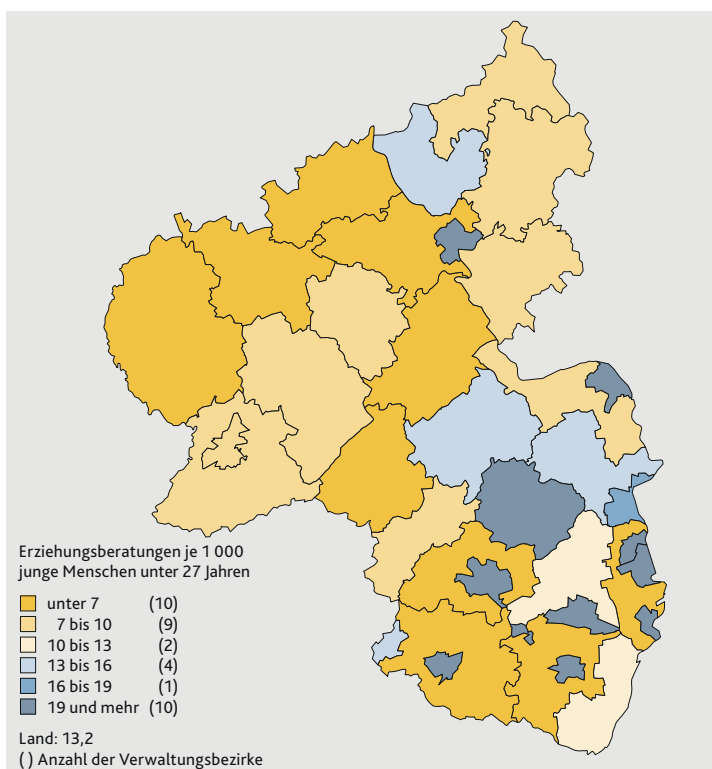 Erziehungsberatungen je 1 000
junge Menschen unter 27 Jahren
unter 7 (10)
7 bis 10 (9)
10 bis 13 (2)
13 bis 16 (4)
16 bis 19 (1)
19 und mehr (10)
Land: 13,2
( ) Anzahl der Verwaltungsbezirke